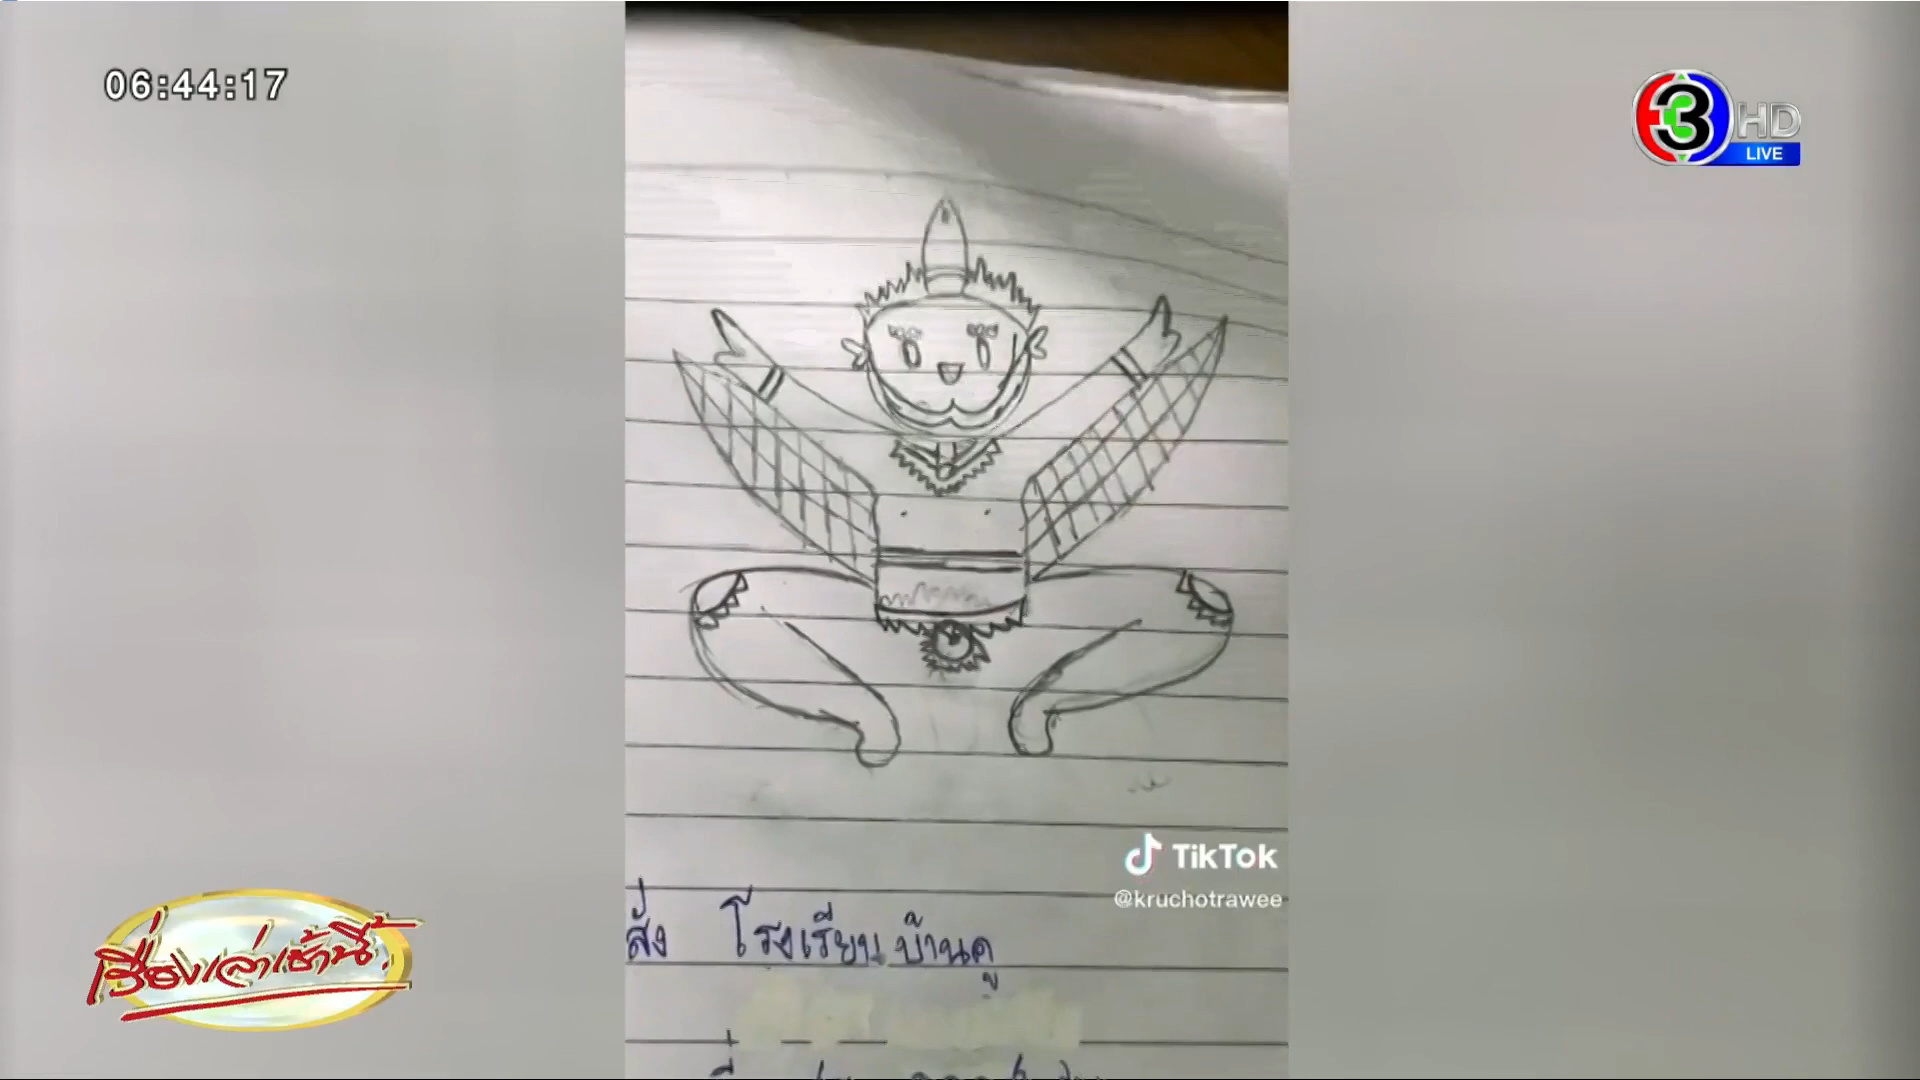 06:44:17
3 HD
LIVE
TikTok
@kruchotrawee
สั่ง โรงเรียนบ้านดู่
เรื่องเล่าเช้านี้